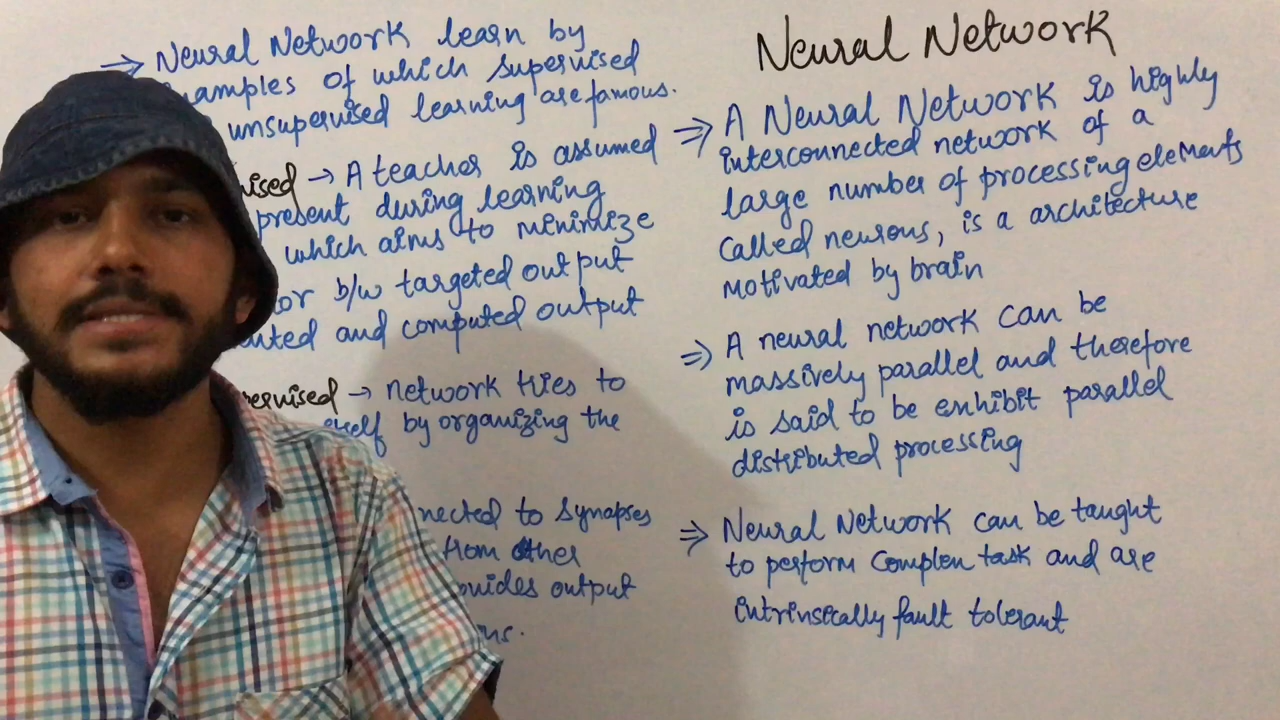 Neural Network
⇒ A Neural Network is highly
interconnected network of a
large number of processing elements
called neurons, is a architecture
motivated by brain
⇒ A neural network can be
massively parallel and therefore
is said to be exhibit parallel
distributed processing
⇒ Neural Network can be taught
to perform complex task and are
intrinsically fault tolerant
⇒ Neural Network learn by
amples of which supervised
unsupervised learning are famous.
ised → A teacher is assumed
present during learning
which aims to minimize
or b/w targeted output
uted and computed output
pervised → network tries to
self by organizing the
nected to synapses
from other
ovides output
ns.